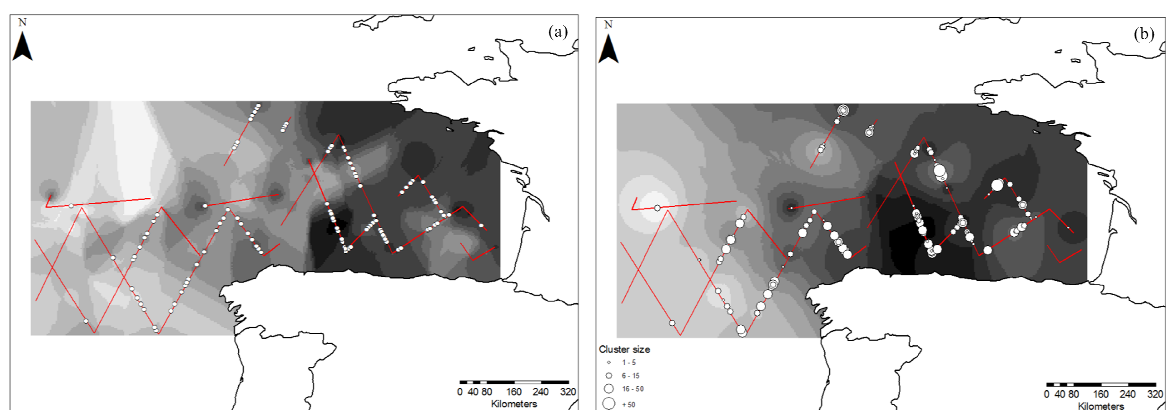 N
(a)
0 40 80 160 240 320
Kilometers
N
(b)
Cluster size
1 - 5
6 - 15
16 - 50
+ 50
0 40 80 160 240 320
Kilometers